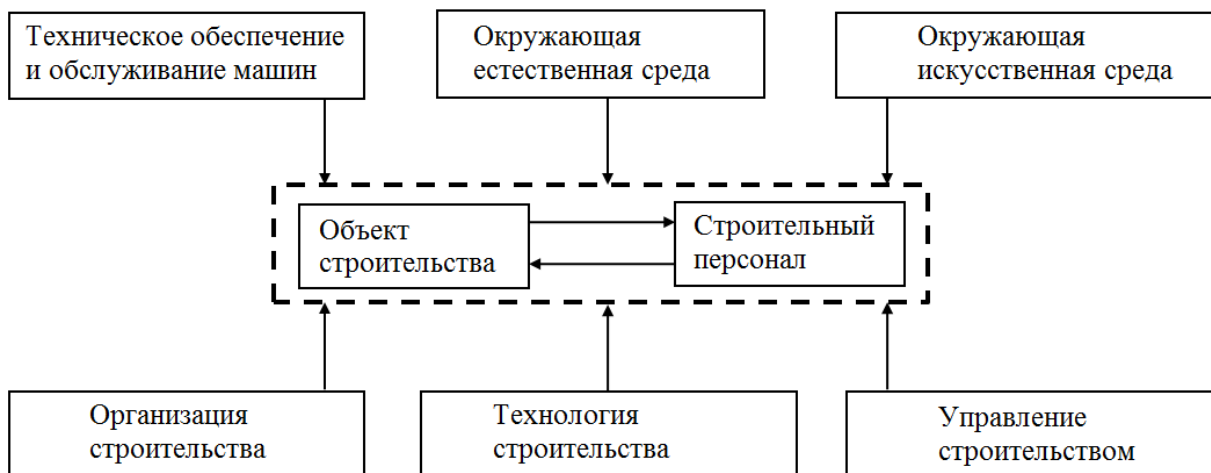 Техническое обеспечение
и обслуживание машин
Окружающая
естественная среда
Окружающая
искусственная среда
Объект
строительства
Строительный
персонал
Организация
строительства
Технология
строительства
Управление
строительством